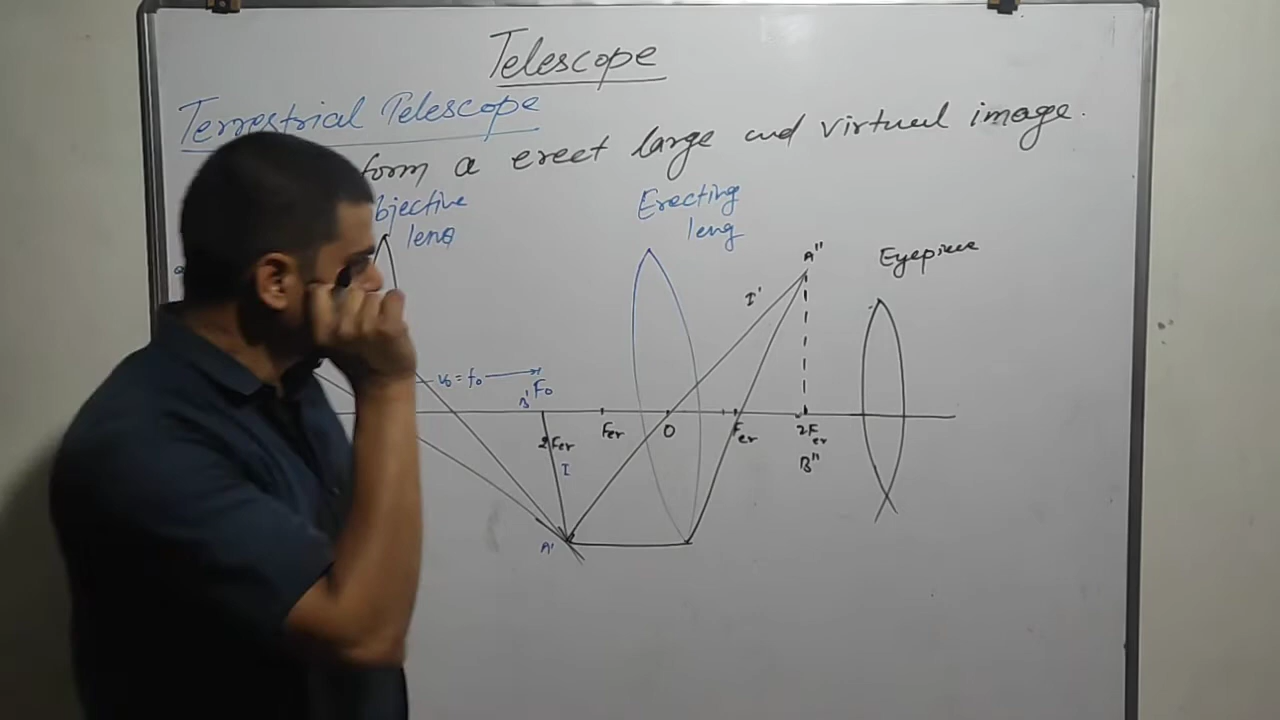 Telescope
Terrestrial Telescope
form a erect large and virtual image.
bjective
lens
Erecting
leng
Eyepiece
A"
I'
v₀ = f₀
B' F₀
2Fer
Fer
O
Fer
2Fer
B"
I
A'